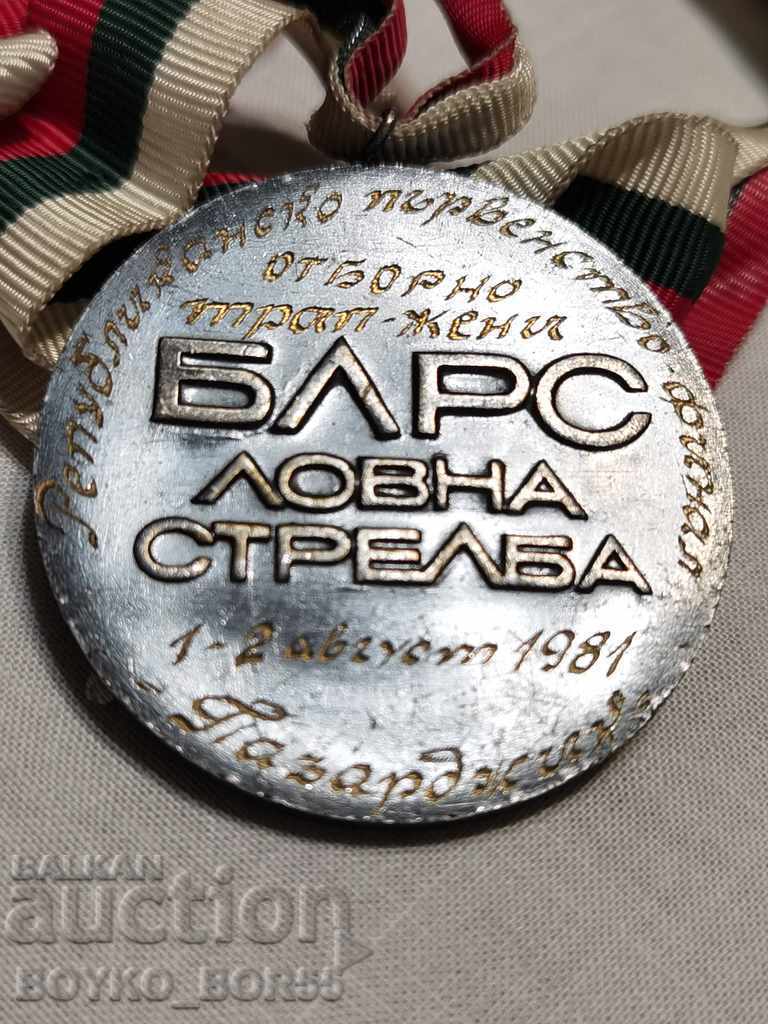 Републиканско първенство-финал
ОТБОРНО
трап-жени
БЛРС
ЛОВНА
СТРЕЛБА
1-2 август 1981
-Пазарджик-
BALKAN
auction
BOYKO_BOR55